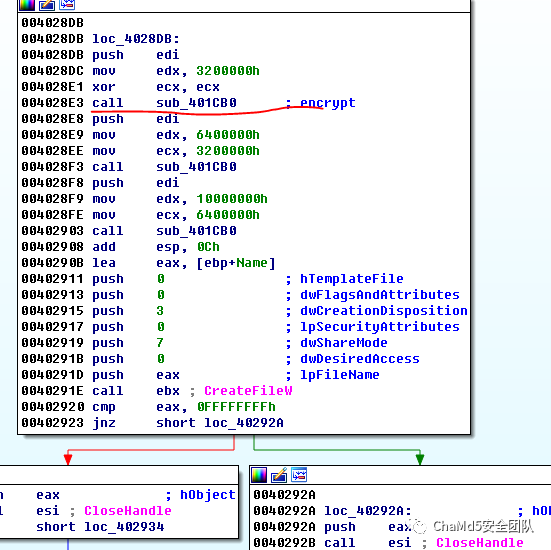 004028DB
004028DB loc_4028DB:
004028DB push edi
004028DC mov edx, 3200000h
004028E1 xor ecx, ecx
004028E3 call sub_401CB0 ; encrypt
004028E8 push edi
004028E9 mov edx, 6400000h
004028EE mov ecx, 3200000h
004028F3 call sub_401CB0
004028F8 push edi
004028F9 mov edx, 10000000h
004028FE mov ecx, 6400000h
00402903 call sub_401CB0
00402908 add esp, 0Ch
0040290B lea eax, [ebp+Name]
00402911 push 0 ; hTemplateFile
00402913 push 0 ; dwFlagsAndAttributes
00402915 push 3 ; dwCreationDisposition
00402917 push 0 ; lpSecurityAttributes
00402919 push 7 ; dwShareMode
0040291B push 0 ; dwDesiredAccess
0040291D push eax ; lpFileName
0040291E call ebx ; CreateFileW
00402920 cmp eax, 0FFFFFFFFh
00402923 jnz short loc_40292A
eax ; hObject
esi ; CloseHandle
short loc_402934
0040292A
0040292A loc_40292A:
0040292A push eax
0040292B call esi ; CloseHandle
ChaMd5安全团队